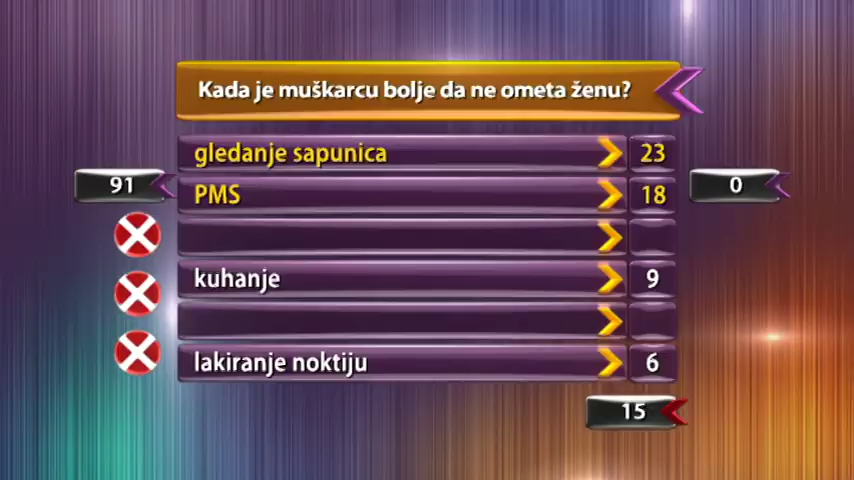 Kada je muškarcu bolje da ne ometa ženu?
gledanje sapunica 23
91
PMS 18
0
kuhanje 9
lakiranje noktiju 6
15